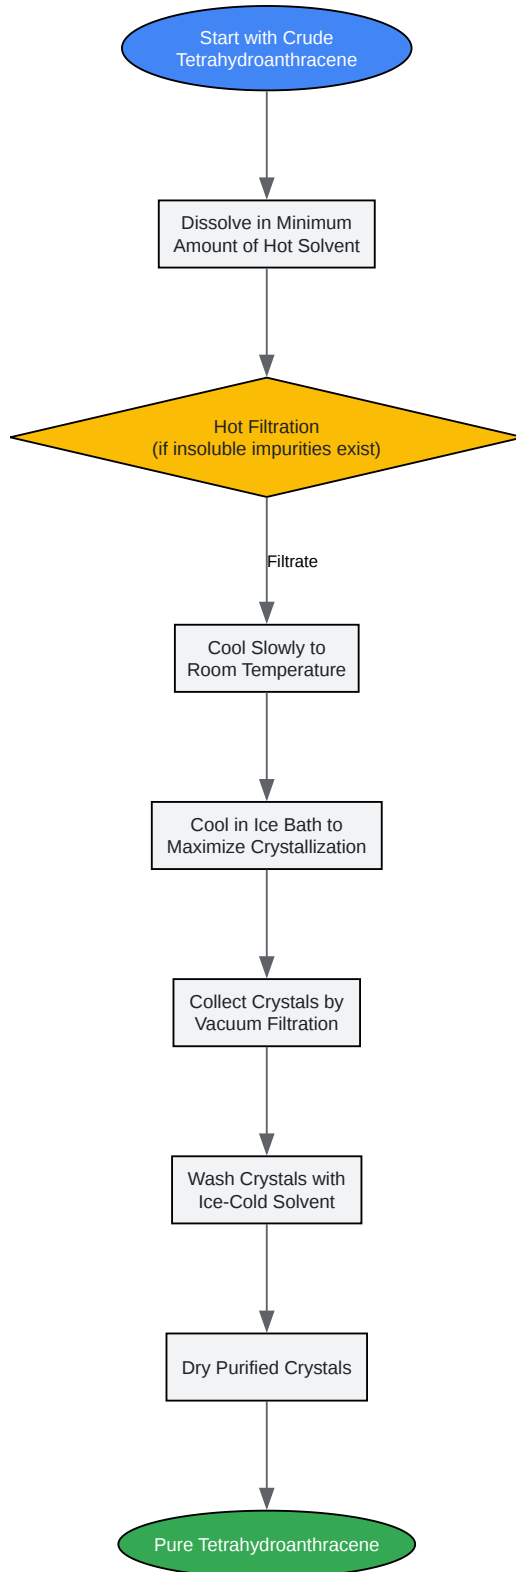 Start with Crude
Tetrahydroanthracene
Dissolve in Minimum
Amount of Hot Solvent
Hot Filtration
(if insoluble impurities exist)
Filtrate
Cool Slowly to
Room Temperature
Cool in Ice Bath to
Maximize Crystallization
Collect Crystals by
Vacuum Filtration
Wash Crystals with
Ice-Cold Solvent
Dry Purified Crystals
Pure Tetrahydroanthracene